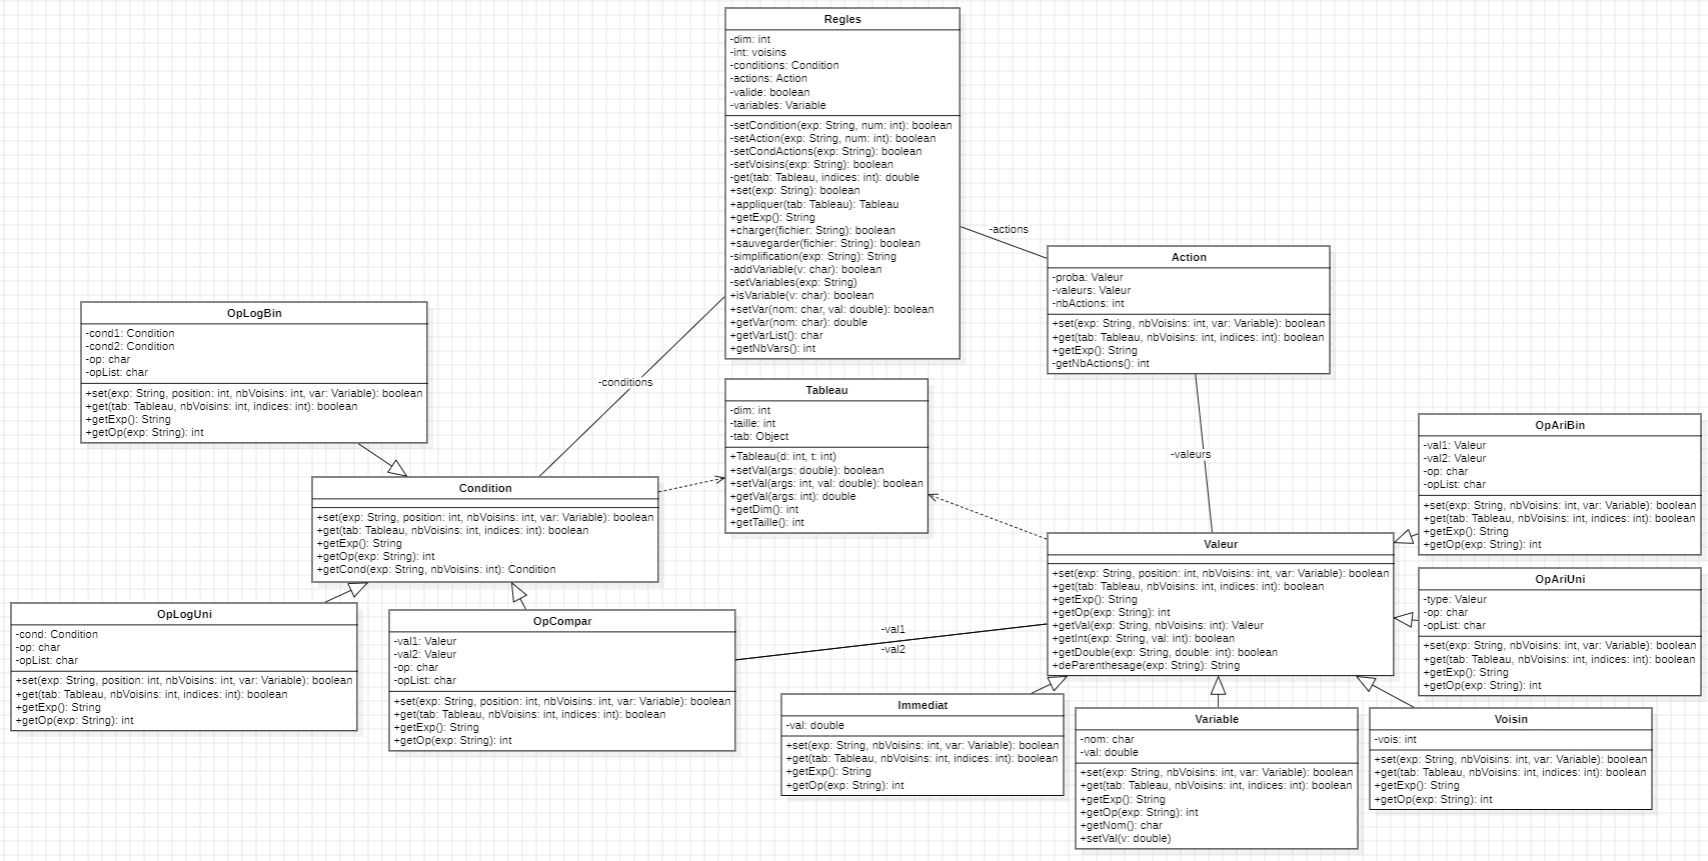 Regles
-dim: int
-int: voisins
-conditions: Condition
-actions: Action
-valide: boolean
-variables: Variable
-setCondition(exp: String, num: int): boolean
-setAction(exp: String, num: int): boolean
-setCondActions(exp: String): boolean
-setVoisins(exp: String): boolean
-get(tab: Tableau, indices: int): double
+set(exp: String): boolean
+appliquer(tab: Tableau): Tableau
+getExp(): String
+charger(fichier: String): boolean
+sauvegarder(fichier: String): boolean
-simplification(exp: String): String
-addVariable(v: char): boolean
-setVariables(exp: String)
+isVariable(v: char): boolean
+setVar(nom: char, val: double): boolean
+getVar(nom: char): double
+getVarList(): char
+getNbVars(): int
-actions
Action
-proba: Valeur
-valeurs: Valeur
-nbActions: int
+set(exp: String, nbVoisins: int, var: Variable): boolean
+get(tab: Tableau, nbVoisins: int, indices: int): boolean
+getExp(): String
-getNbActions(): int
OpLogBin
-cond1: Condition
-cond2: Condition
-op: char
-opList: char
+set(exp: String, position: int, nbVoisins: int, var: Variable): boolean
+get(tab: Tableau, nbVoisins: int, indices: int): boolean
+getExp(): String
+getOp(exp: String): int
-conditions
Tableau
-dim: int
-taille: int
-tab: Object
+Tableau(d: int, t: int)
+setVal(args: double): boolean
+setVal(args: int, val: double): boolean
+getVal(args: int): double
+getDim(): int
+getTaille(): int
-valeurs
OpAriBin
-val1: Valeur
-val2: Valeur
-op: char
-opList: char
+set(exp: String, nbVoisins: int, var: Variable): boolean
+get(tab: Tableau, nbVoisins: int, indices: int): boolean
+getExp(): String
+getOp(exp: String): int
Condition
+set(exp: String, position: int, nbVoisins: int, var: Variable): boolean
+get(tab: Tableau, nbVoisins: int, indices: int): boolean
+getExp(): String
+getOp(exp: String): int
+getCond(exp: String, nbVoisins: int): Condition
Valeur
+set(exp: String, position: int, nbVoisins: int, var: Variable): boolean
+get(tab: Tableau, nbVoisins: int, indices: int): boolean
+getExp(): String
+getOp(exp: String): int
+getVal(exp: String, nbVoisins: int): Valeur
+getInt(exp: String, val: int): boolean
+getDouble(exp: String, double: int): boolean
+deParenthesage(exp: String): String
OpAriUni
-type: Valeur
-op: char
-opList: char
+set(exp: String, nbVoisins: int, var: Variable): boolean
+get(tab: Tableau, nbVoisins: int, indices: int): boolean
+getExp(): String
+getOp(exp: String): int
OpLogUni
-cond: Condition
-op: char
-opList: char
+set(exp: String, position: int, nbVoisins: int, var: Variable): boolean
+get(tab: Tableau, nbVoisins: int, indices: int): boolean
+getExp(): String
+getOp(exp: String): int
OpCompar
-val1: Valeur
-val2: Valeur
-op: char
-opList: char
+set(exp: String, position: int, nbVoisins: int, var: Variable): boolean
+get(tab: Tableau, nbVoisins: int, indices: int): boolean
+getExp(): String
+getOp(exp: String): int
-val1
-val2
Immediat
-val: double
+set(exp: String, nbVoisins: int, var: Variable): boolean
+get(tab: Tableau, nbVoisins: int, indices: int): boolean
+getExp(): String
+getOp(exp: String): int
Variable
-nom: char
-val: double
+set(exp: String, nbVoisins: int, var: Variable): boolean
+get(tab: Tableau, nbVoisins: int, indices: int): boolean
+getExp(): String
+getOp(exp: String): int
+getNom(): char
+setVal(v: double)
Voisin
-vois: int
+set(exp: String, nbVoisins: int, var: Variable): boolean
+get(tab: Tableau, nbVoisins: int, indices: int): boolean
+getExp(): String
+getOp(exp: String): int